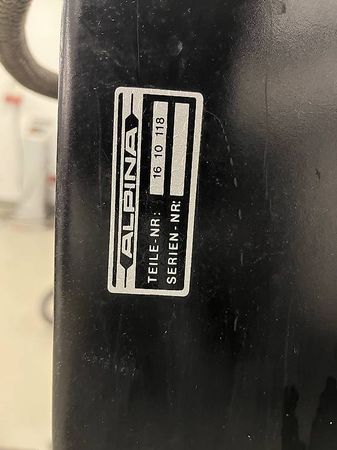 ALPINA
TEILE-NR: 16 10 118
SERIEN-NR: